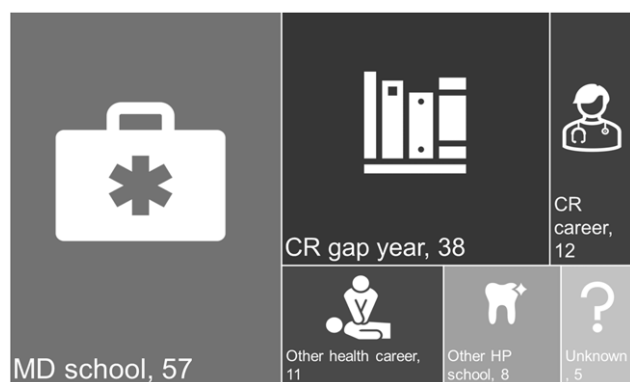 MD school, 57
CR gap year, 38
CR
career,
12
Other health career,
11
Other HP
school, 8
Unknown
, 5